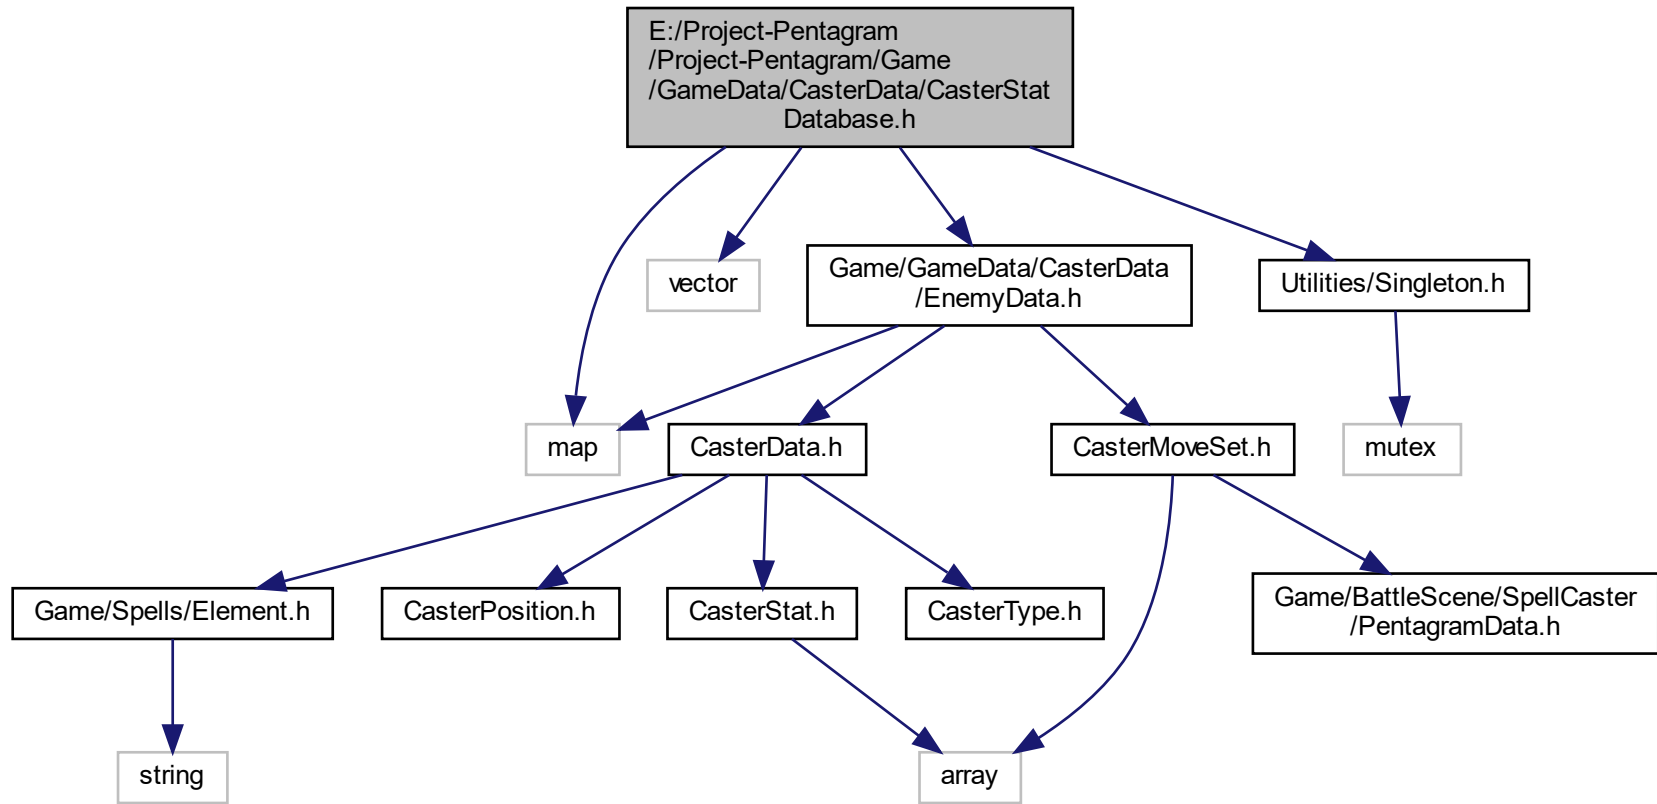 E:/Project-Pentagram
/Project-Pentagram/Game
/GameData/CasterData/CasterStat
Database.h
vector
Game/GameData/CasterData
/EnemyData.h
Utilities/Singleton.h
map
CasterData.h
CasterMoveSet.h
mutex
Game/Spells/Element.h
CasterPosition.h
CasterStat.h
CasterType.h
Game/BattleScene/SpellCaster
/PentagramData.h
string
array